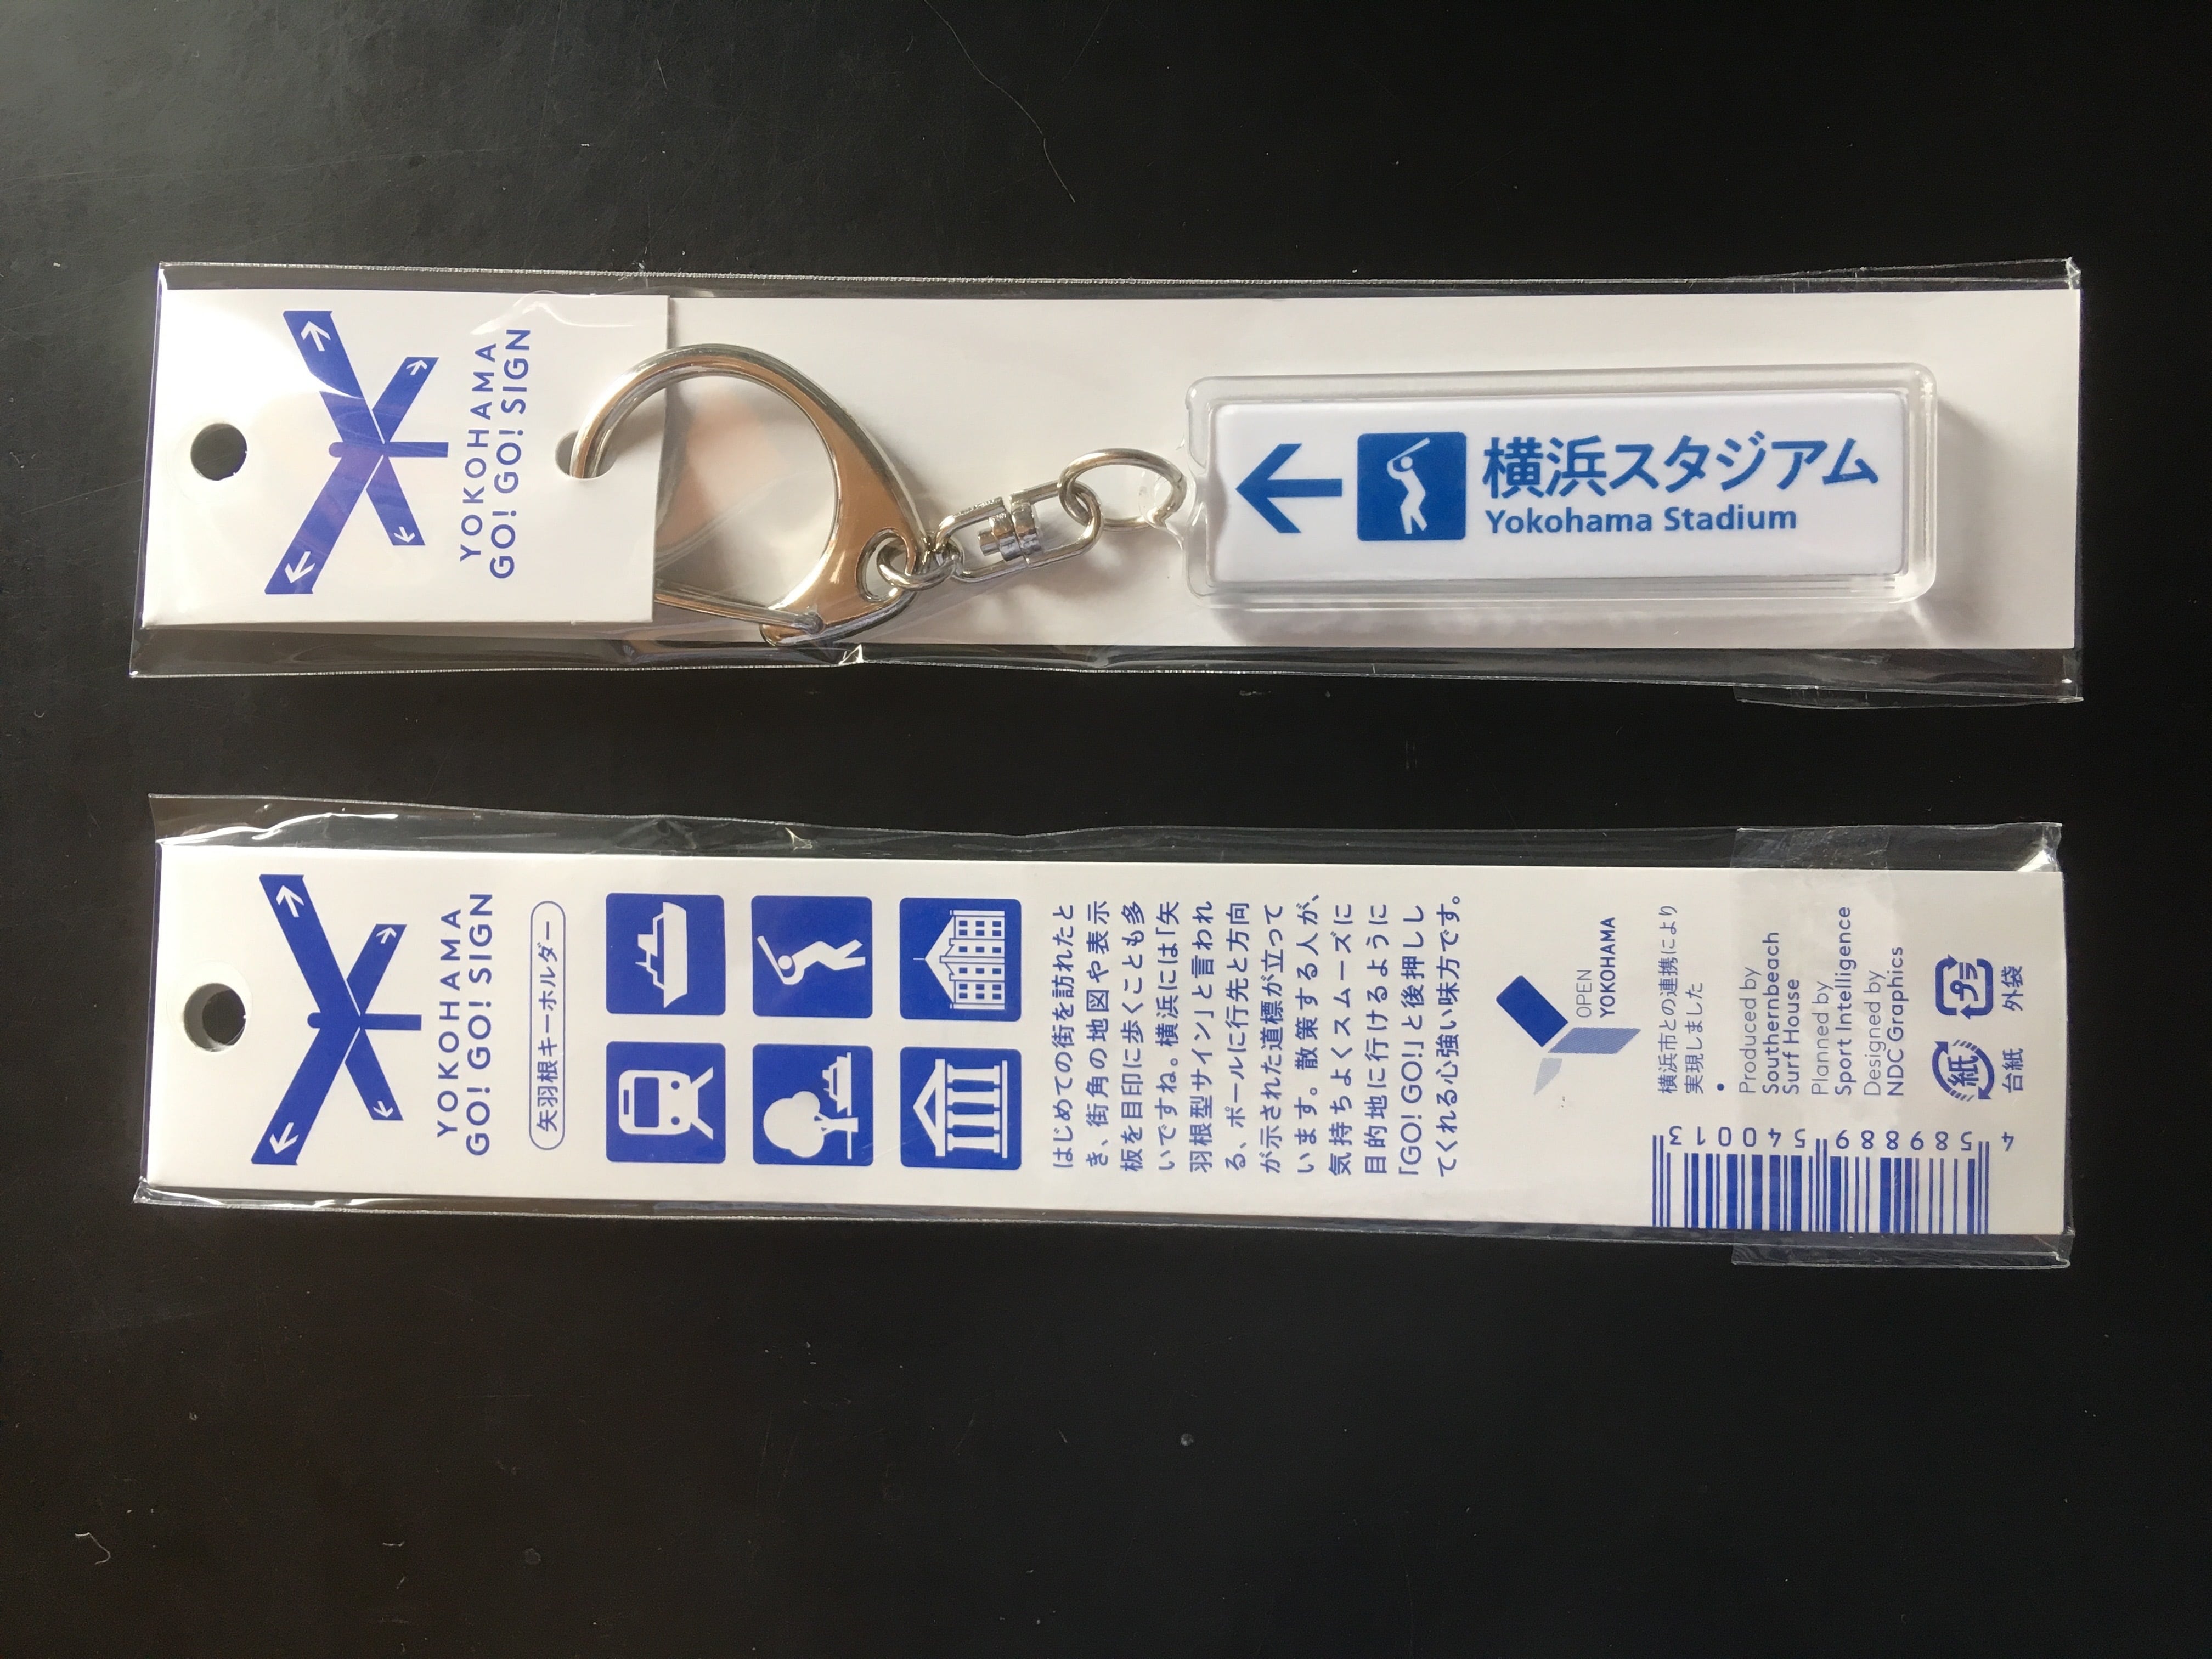 YOKOHAMA
GO! GO! SIGN
横浜スタジアム
Yokohama Stadium
YOKOHAMA
GO! GO! SIGN
矢羽根キーホルダー
はじめての街を訪れたと
き、街角の地図や表示
板を目印に歩くことも多
いですね。横浜には「矢
羽根型サイン」と言われ
る、ポールに行先と方向
が示された道標が立って
います。散策する人が、
気持ちよくスムーズに
目的地に行けるように
「GO! GO!」と後押しし
てくれる心強い味方です。
OPEN
YOKOHAMA
横浜市との連携により
実現しました
•
Produced by
Southernbeach
Surf House
Planned by
Sport Intelligence
Designed by
NDC Graphics
紙
台紙
プラ
外袋
4 589889 540013